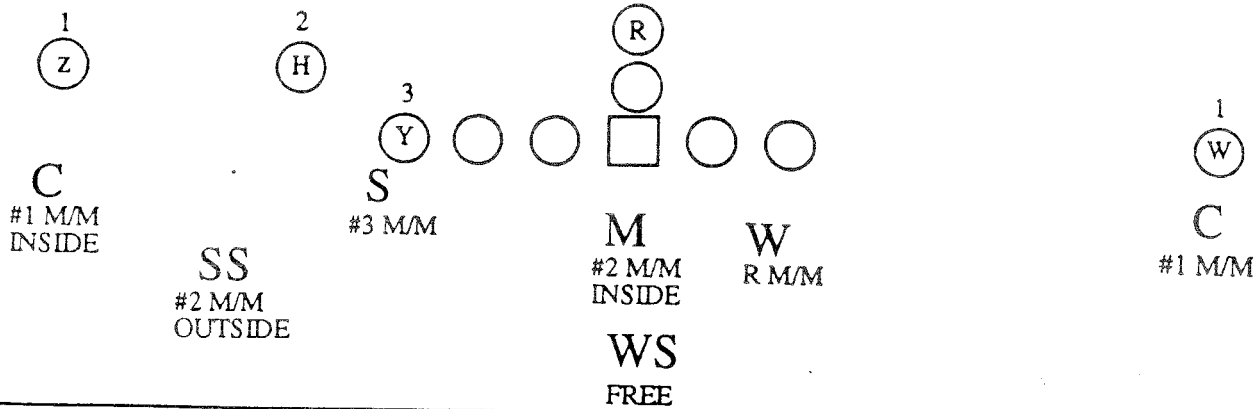 1
2
R
Z
H
3
1
Y
W
C
#1 M/M
INSIDE
S
#3 M/M
SS
#2 M/M
OUTSIDE
M
#2 M/M
INSIDE
W
R M/M
C
#1 M/M
WS
FREE